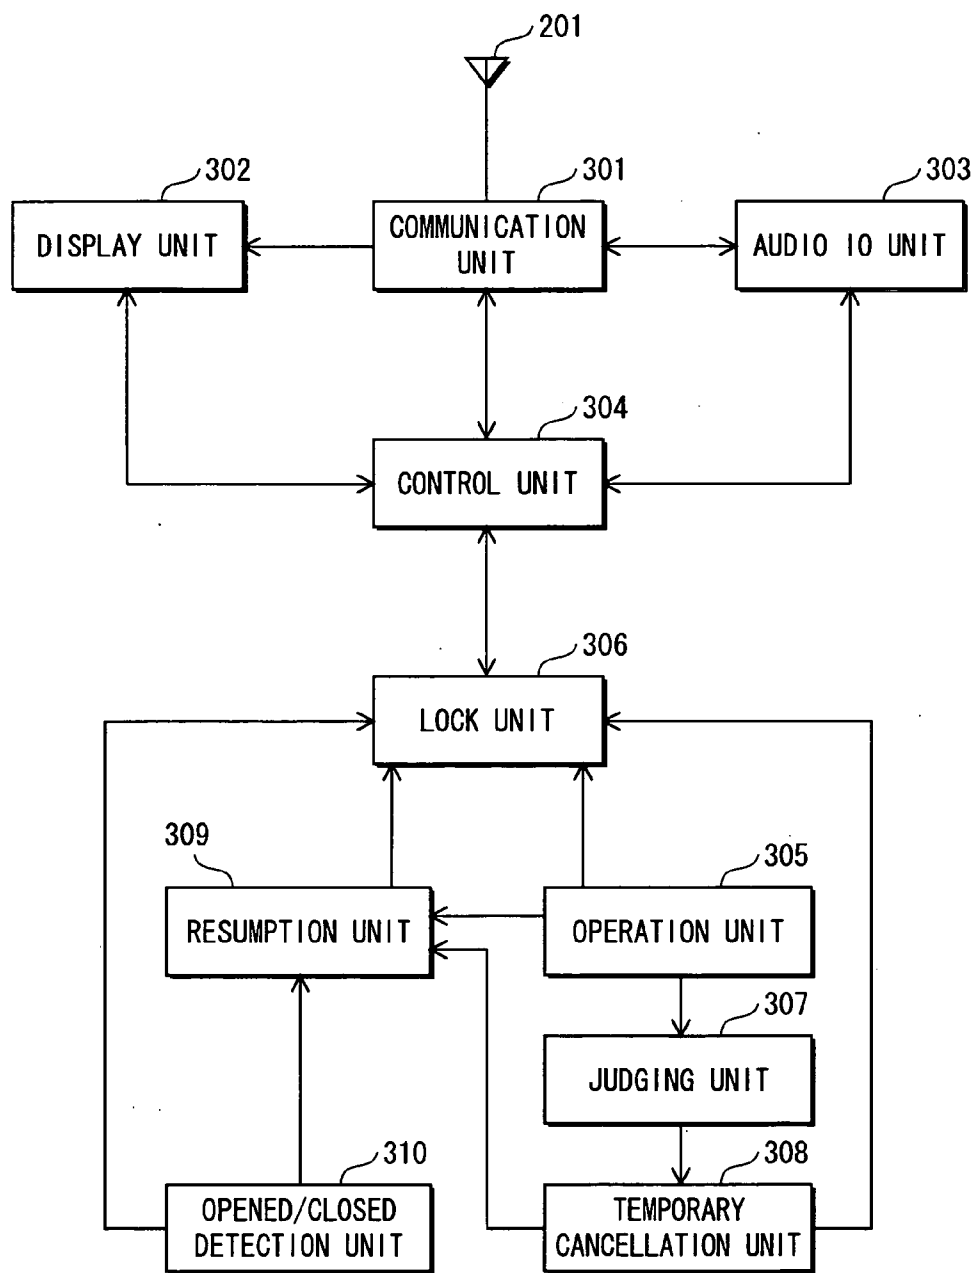 201
302
301
303
DISPLAY UNIT
COMMUNICATION
UNIT
AUDIO IO UNIT
304
CONTROL UNIT
306
LOCK UNIT
309
305
RESUMPTION UNIT
OPERATION UNIT
307
JUDGING UNIT
310
308
OPENED/CLOSED
DETECTION UNIT
TEMPORARY
CANCELLATION UNIT